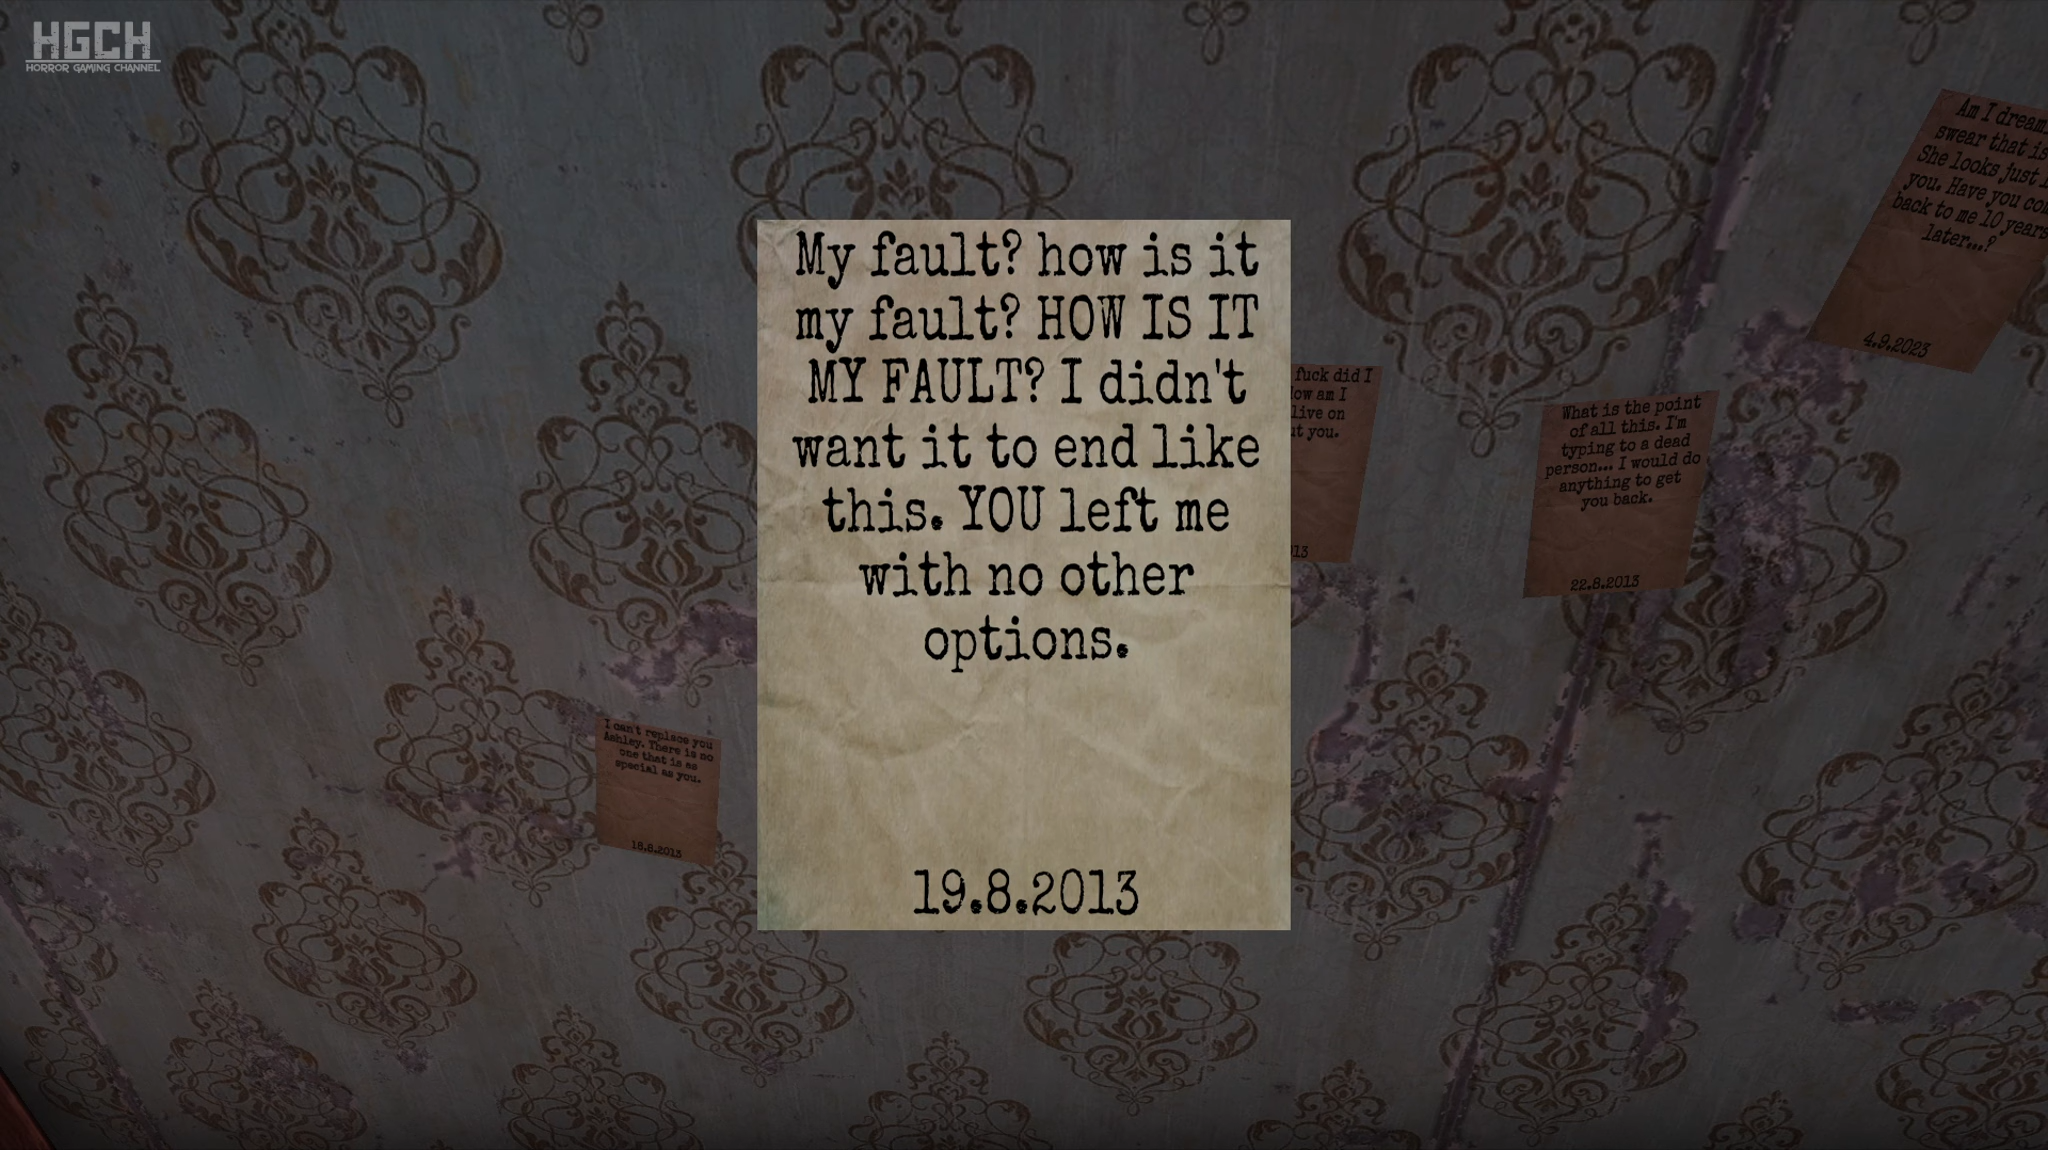 HGCH
HORROR GAMING CHANNEL
My fault? how is it
my fault? HOW IS IT
MY FAULT? I didn't
want it to end like
this. YOU left me
with no other
options.
19.8.2013
I can't replace you
Ashley. There is no
one that is as
special as you.
18.8.2013
fuck did I
am I
live on
you.
What is the point
of all this. I'm
typing to a dead
person... I would do
anything to get
you back.
22.8.2013
Am I
swear that is
She looks just
you. Have you
back to me 10 years
later...?
4.9.2023